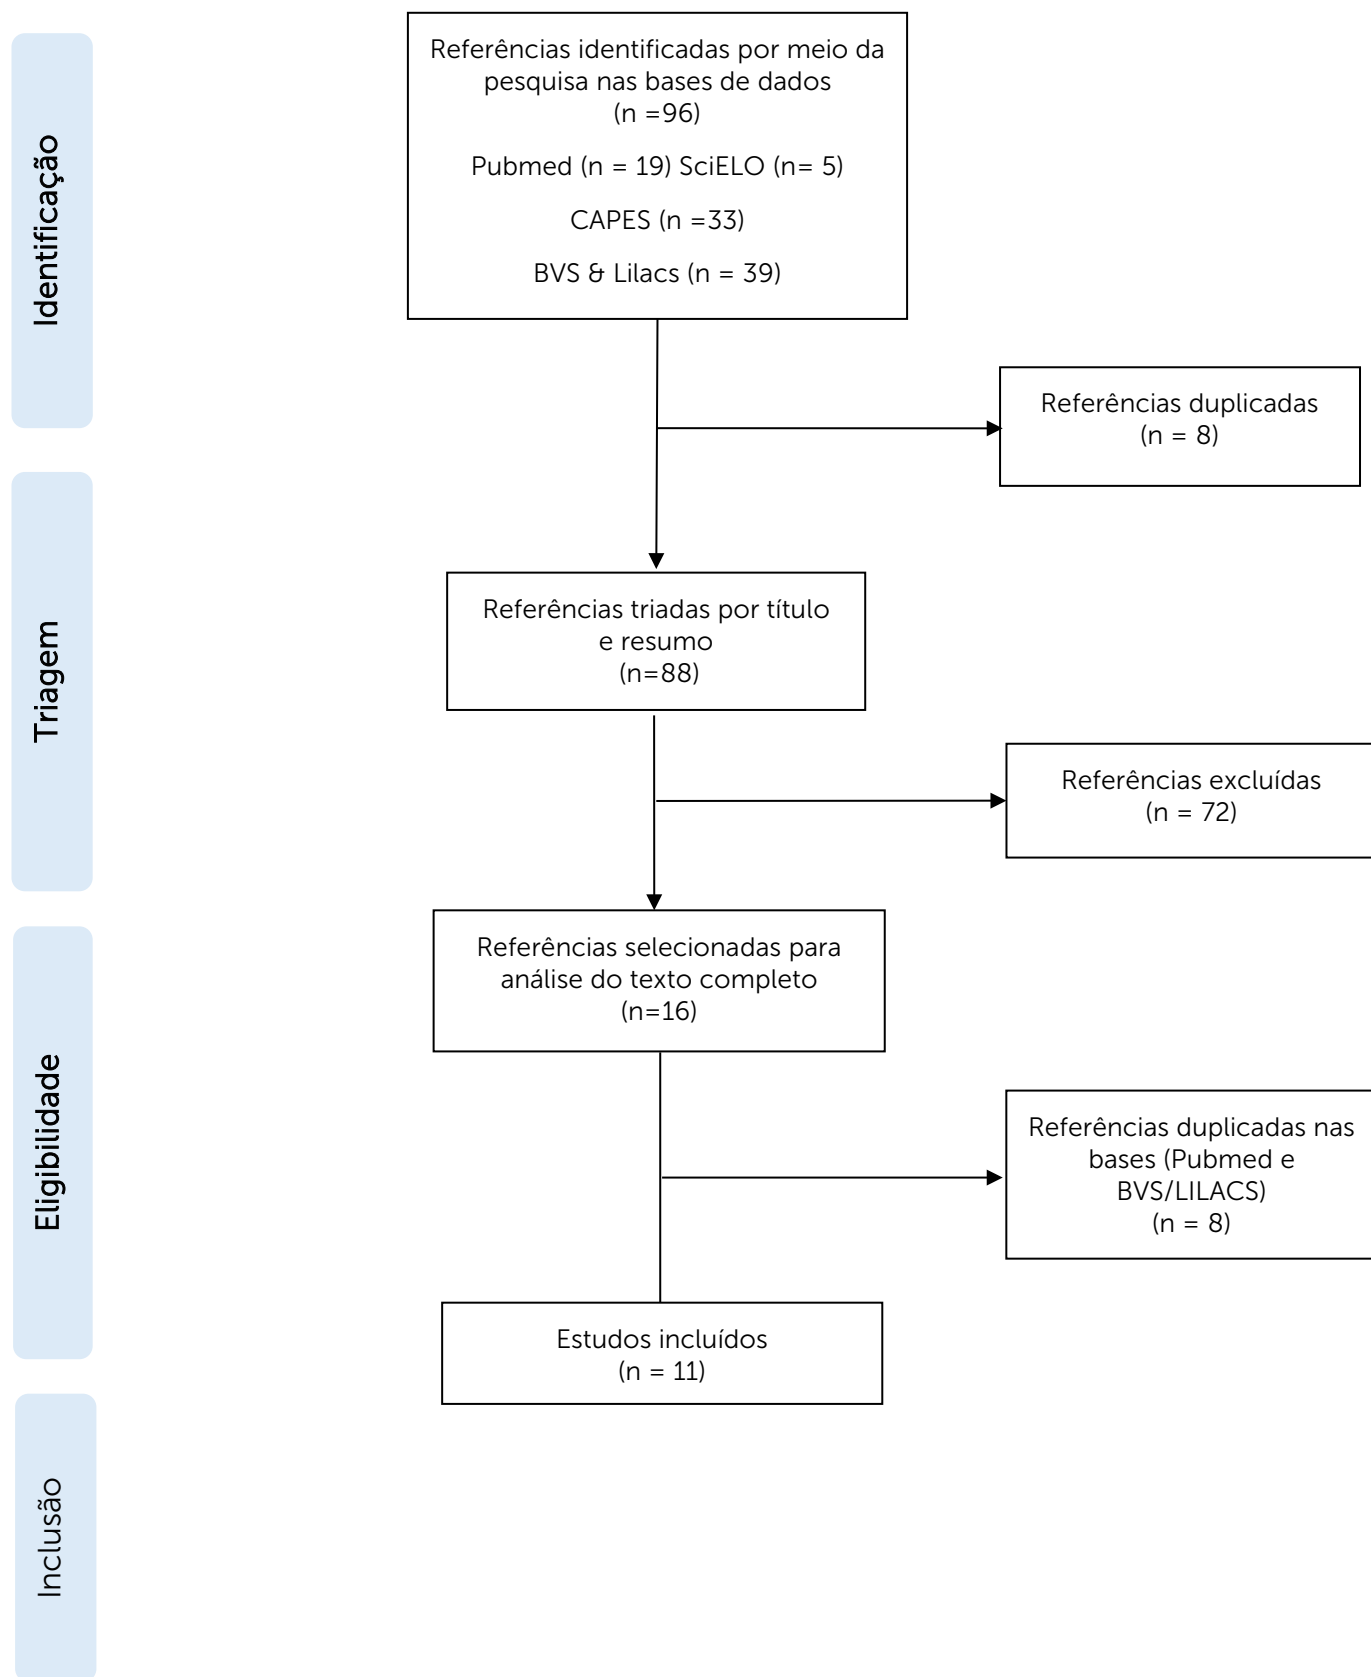 Identificação
Referências identificadas por meio da
pesquisa nas bases de dados
(n =96)
Pubmed (n = 19) SciELO (n= 5)
CAPES (n =33)
BVS & Lilacs (n = 39)
Referências duplicadas
(n = 8)
Triagem
Referências triadas por título
e resumo
(n=88)
Referências excluídas
(n = 72)
Eligibilidade
Referências selecionadas para
análise do texto completo
(n=16)
Referências duplicadas nas
bases (Pubmed e
BVS/LILACS)
(n = 8)
Estudos incluídos
(n = 11)
Inclusão